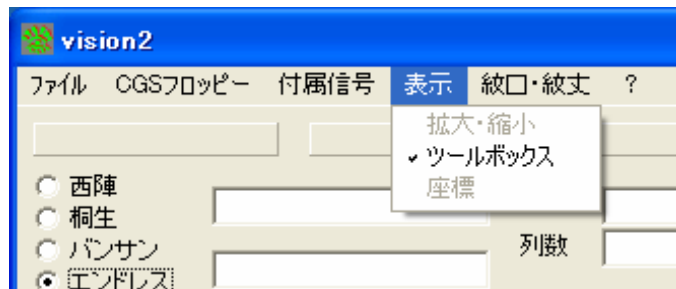 vision2
ファイル CGSフロッピー 付属信号 表示 紋口・紋丈 ?
拡大・縮小
ツールボックス
座標
西陣
桐生
バンサン
列数
エンドレス